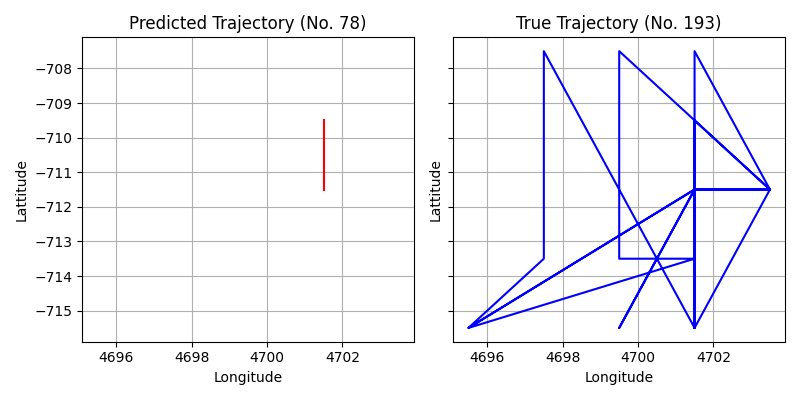 Predicted Trajectory (No. 78)
True Trajectory (No. 193)
Lattitude
−708
−709
−710
−711
−712
−713
−714
−715
4696
4698
4700
4702
Longitude
Lattitude
4696
4698
4700
4702
Longitude